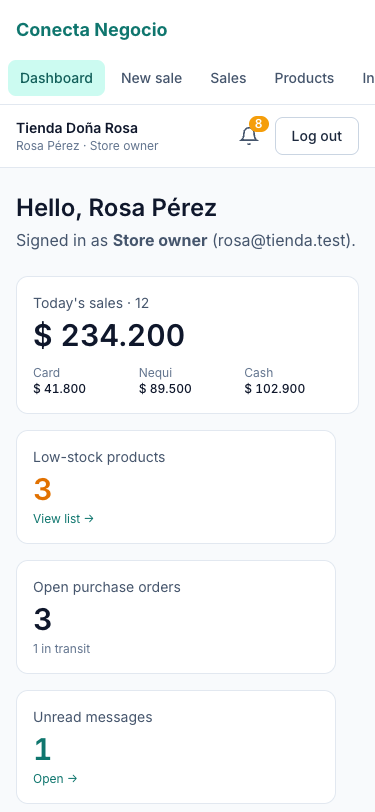 Conecta Negocio
Dashboard New sale Sales Products In
Tienda Doña Rosa
Rosa Pérez · Store owner
8
Log out
Hello, Rosa Pérez
Signed in as Store owner (rosa@tienda.test).
Today's sales · 12
$ 234.200
Card Nequi Cash
$ 41.800 $ 89.500 $ 102.900
Low-stock products
3
View list →
Open purchase orders
3
1 in transit
Unread messages
1
Open →